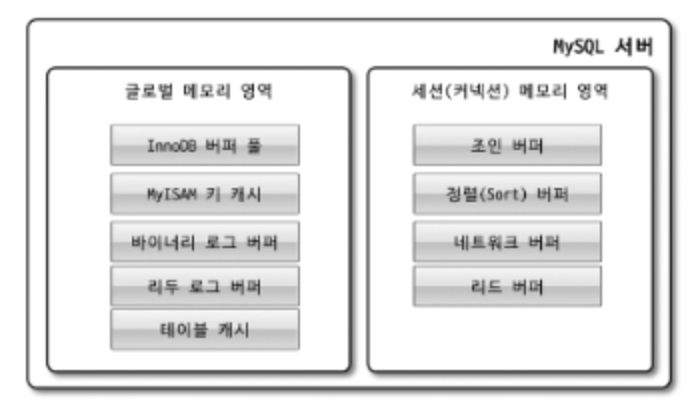 MySQL 서버
글로벌 메모리 영역
InnoDB 버퍼 풀
MyISAM 키 캐시
바이너리 로그 버퍼
리두 로그 버퍼
테이블 캐시
세션(커넥션) 메모리 영역
조인 버퍼
정렬(Sort) 버퍼
네트워크 버퍼
리드 버퍼